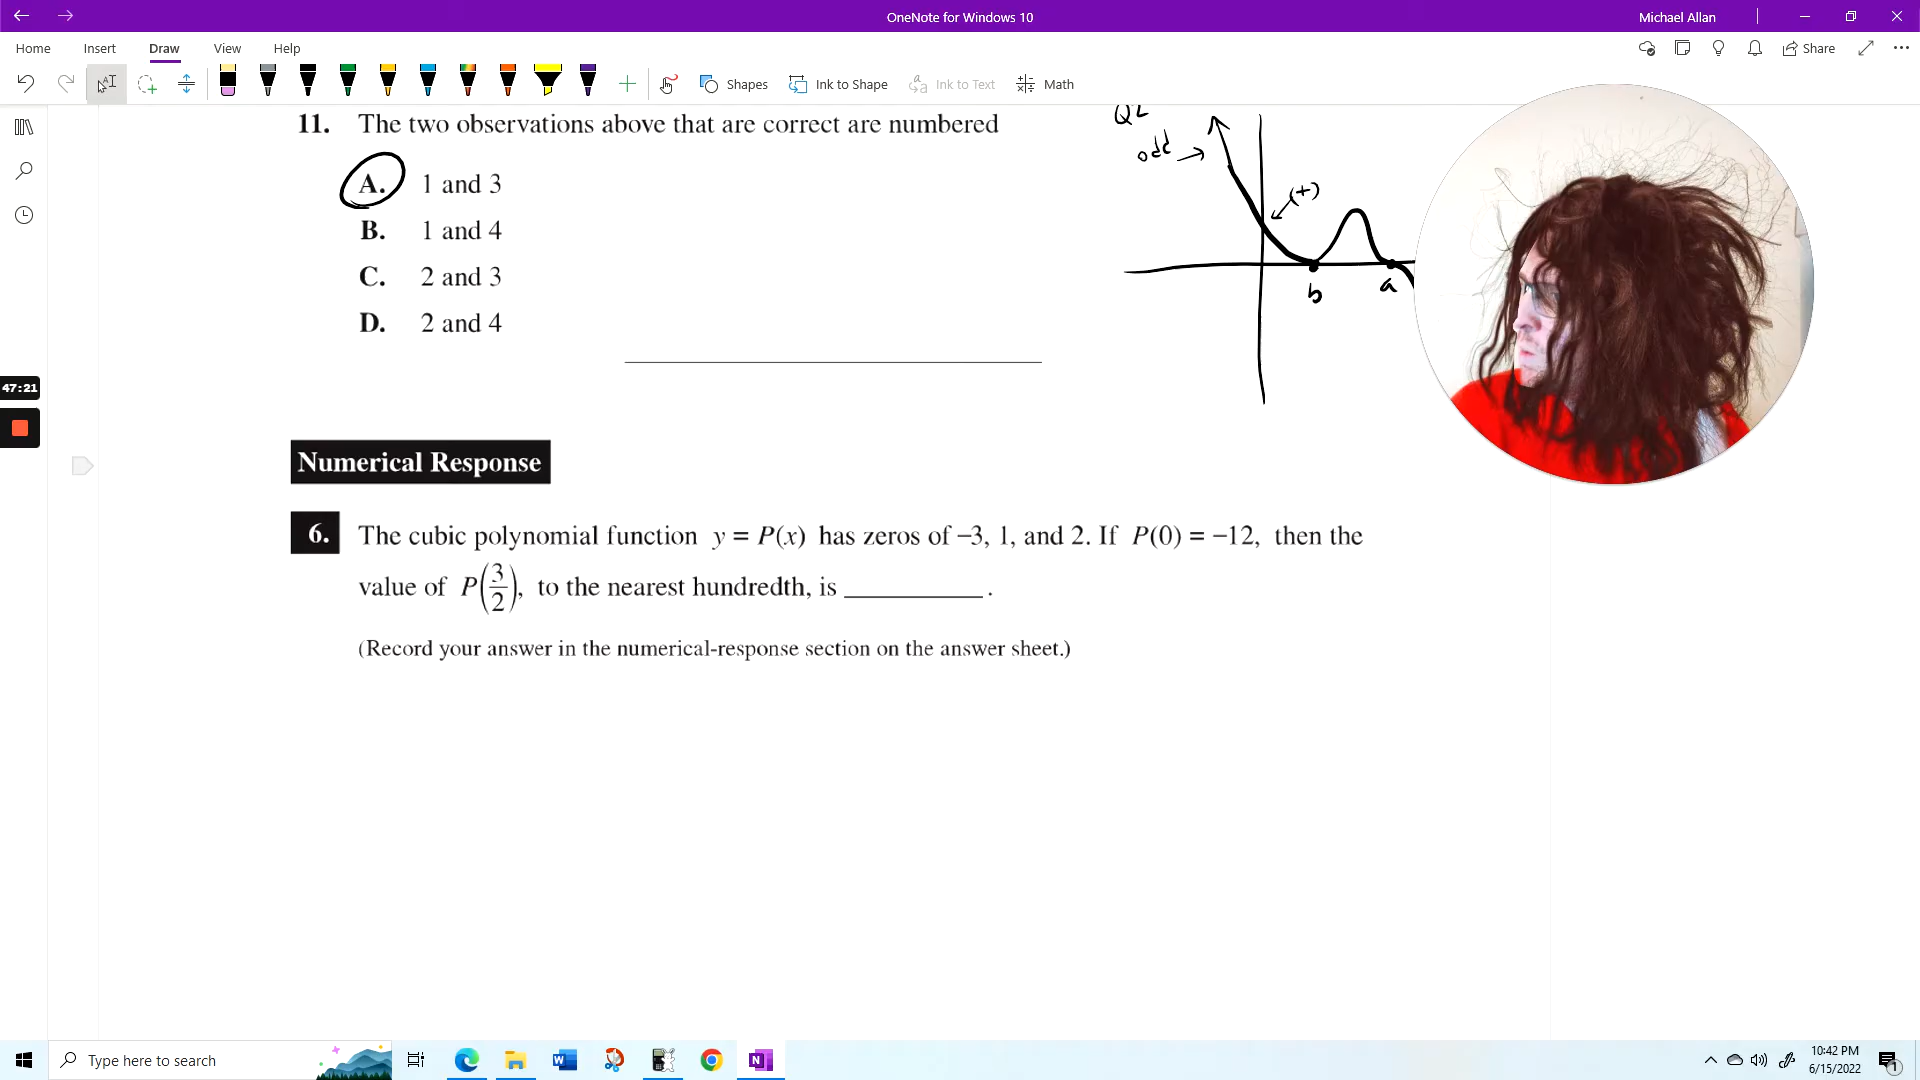 OneNote for Windows 10
Michael Allan
Home Insert Draw View Help
Share
Shapes Ink to Shape Ink to Text Math
11. The two observations above that are correct are numbered
A. 1 and 3
B. 1 and 4
C. 2 and 3
D. 2 and 4
odd
(+)
b a
47:21
Numerical Response
6. The cubic polynomial function y = P(x) has zeros of –3, 1, and 2. If P(0) = –12, then the
value of P(3/2), to the nearest hundredth, is __________ .
(Record your answer in the numerical-response section on the answer sheet.)
Type here to search
10:42 PM
6/15/2022
1